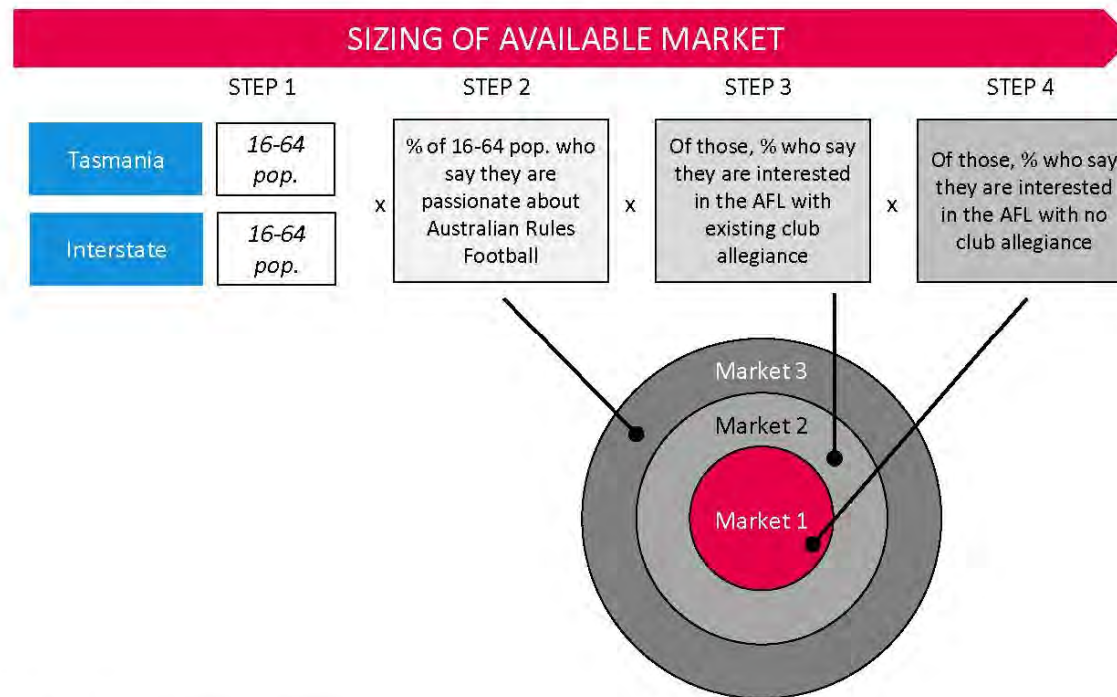 SIZING OF AVAILABLE MARKET
STEP 1
STEP 2
STEP 3
STEP 4
Tasmania
16-64
pop.
Interstate
16-64
pop.
x
% of 16-64 pop. who
say they are
passionate about
Australian Rules
Football
x
Of those, % who say
they are interested
in the AFL with
existing club
allegiance
x
Of those, % who say
they are interested
in the AFL with no
club allegiance
Market 3
Market 2
Market 1